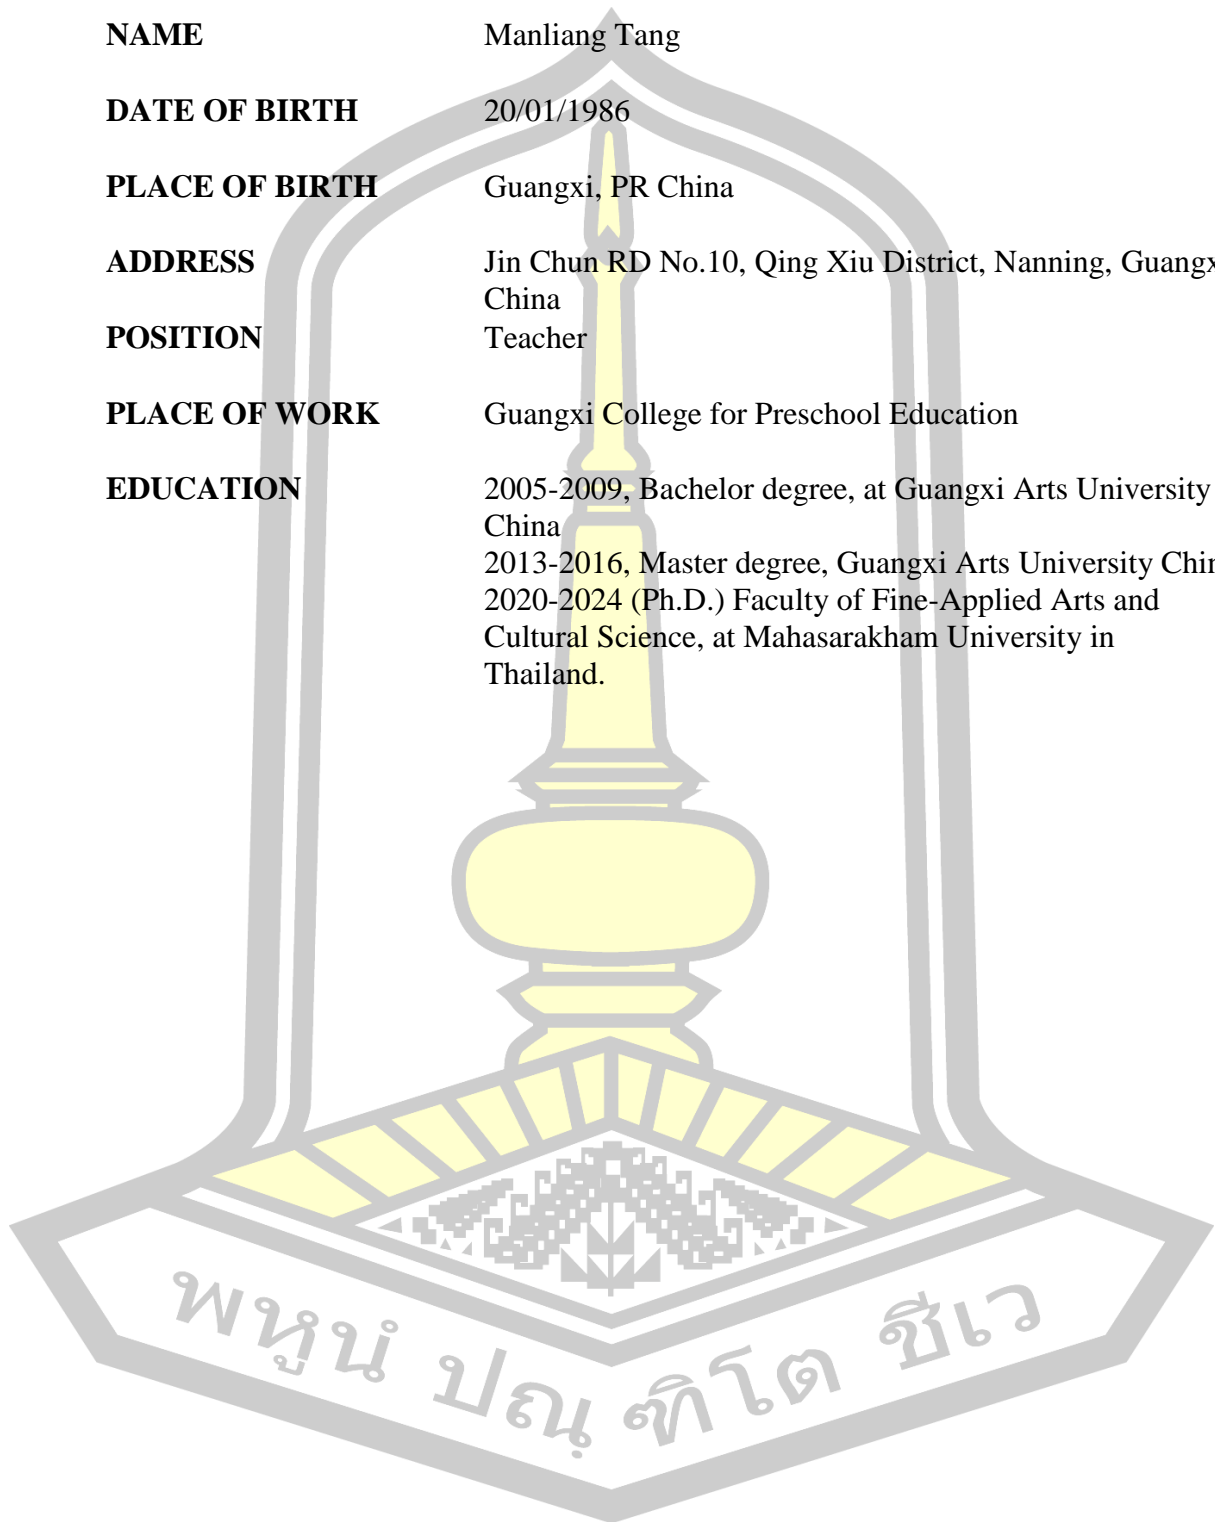 NAME Manliang Tang
DATE OF BIRTH 20/01/1986
PLACE OF BIRTH Guangxi, PR China
ADDRESS Jin Chun RD No.10, Qing Xiu District, Nanning, Guangx
China
POSITION Teacher
PLACE OF WORK Guangxi College for Preschool Education
EDUCATION 2005-2009, Bachelor degree, at Guangxi Arts University
China
2013-2016, Master degree, Guangxi Arts University Chin
2020-2024 (Ph.D.) Faculty of Fine-Applied Arts and
Cultural Science, at Mahasarakham University in
Thailand.
พหูนํ ปณฺ ฑิโต ชีเว